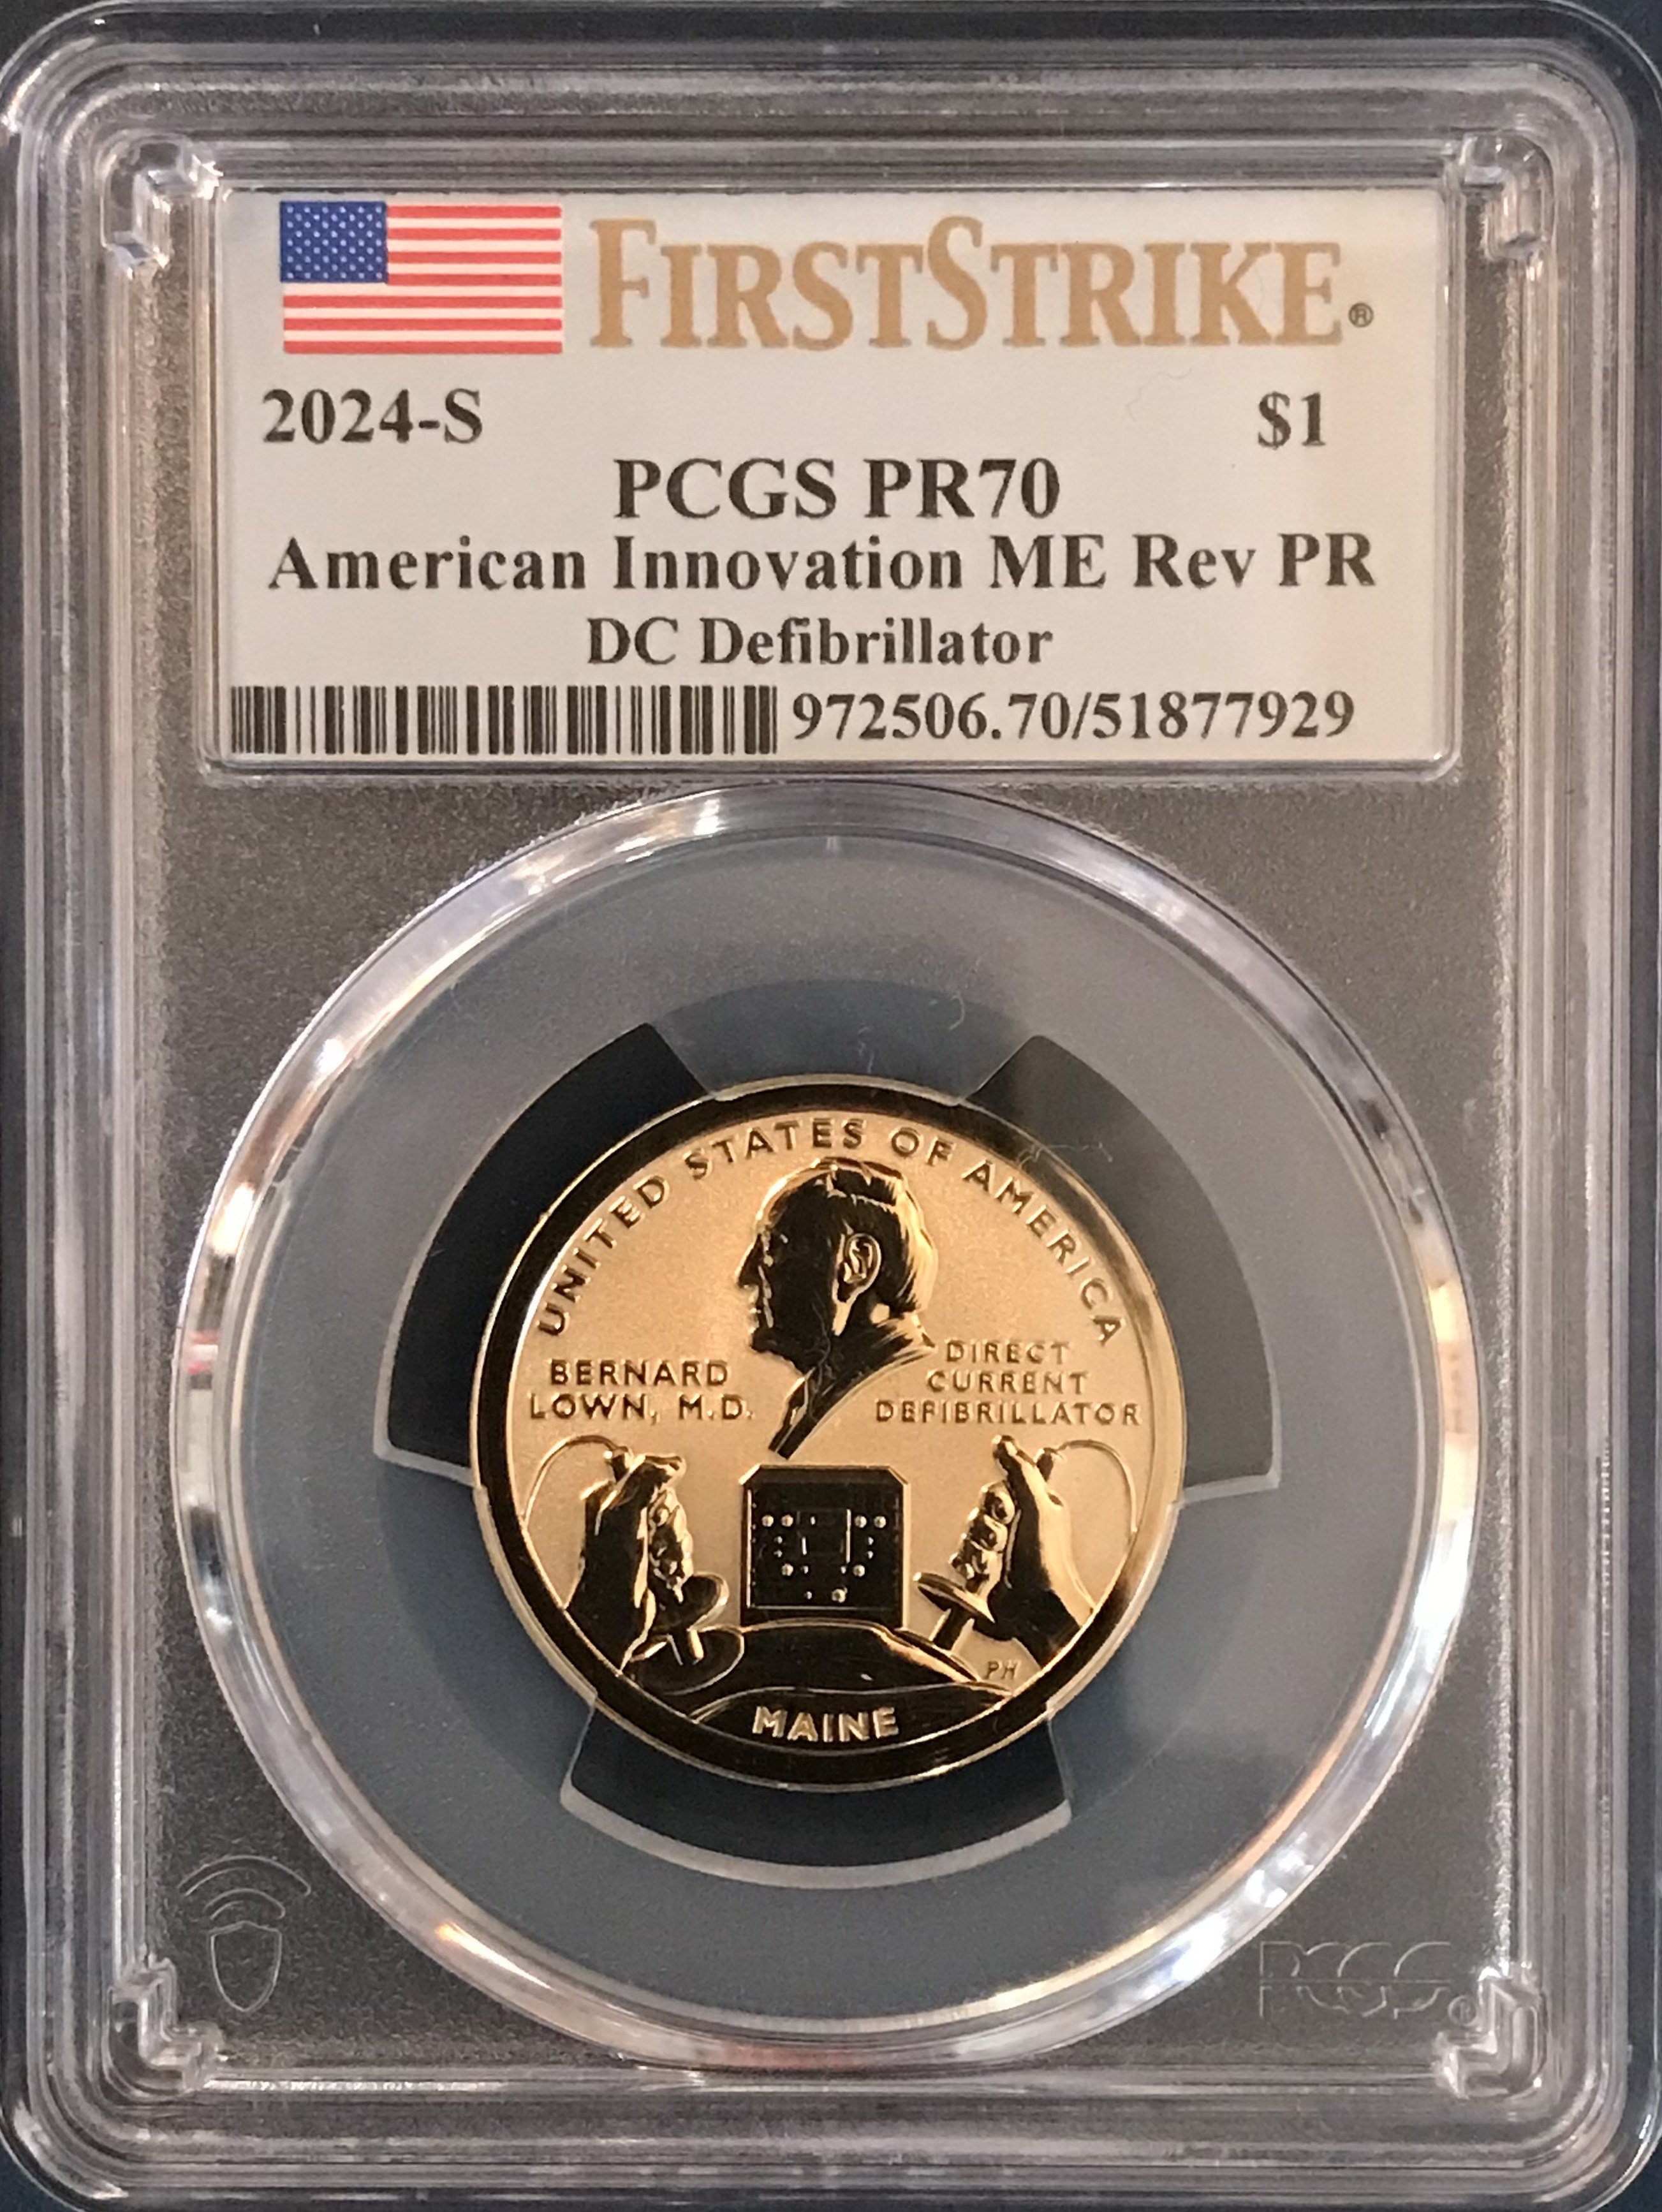 FIRSTSTRIKE®
2024-S $1
PCGS PR70
American Innovation ME Rev PR
DC Defibrillator
972506.70/51877929
UNITED STATES OF AMERICA
BERNARD
LOWN, M.D.
DIRECT
CURRENT
DEFIBRILLATOR
PH
MAINE
PCGS®